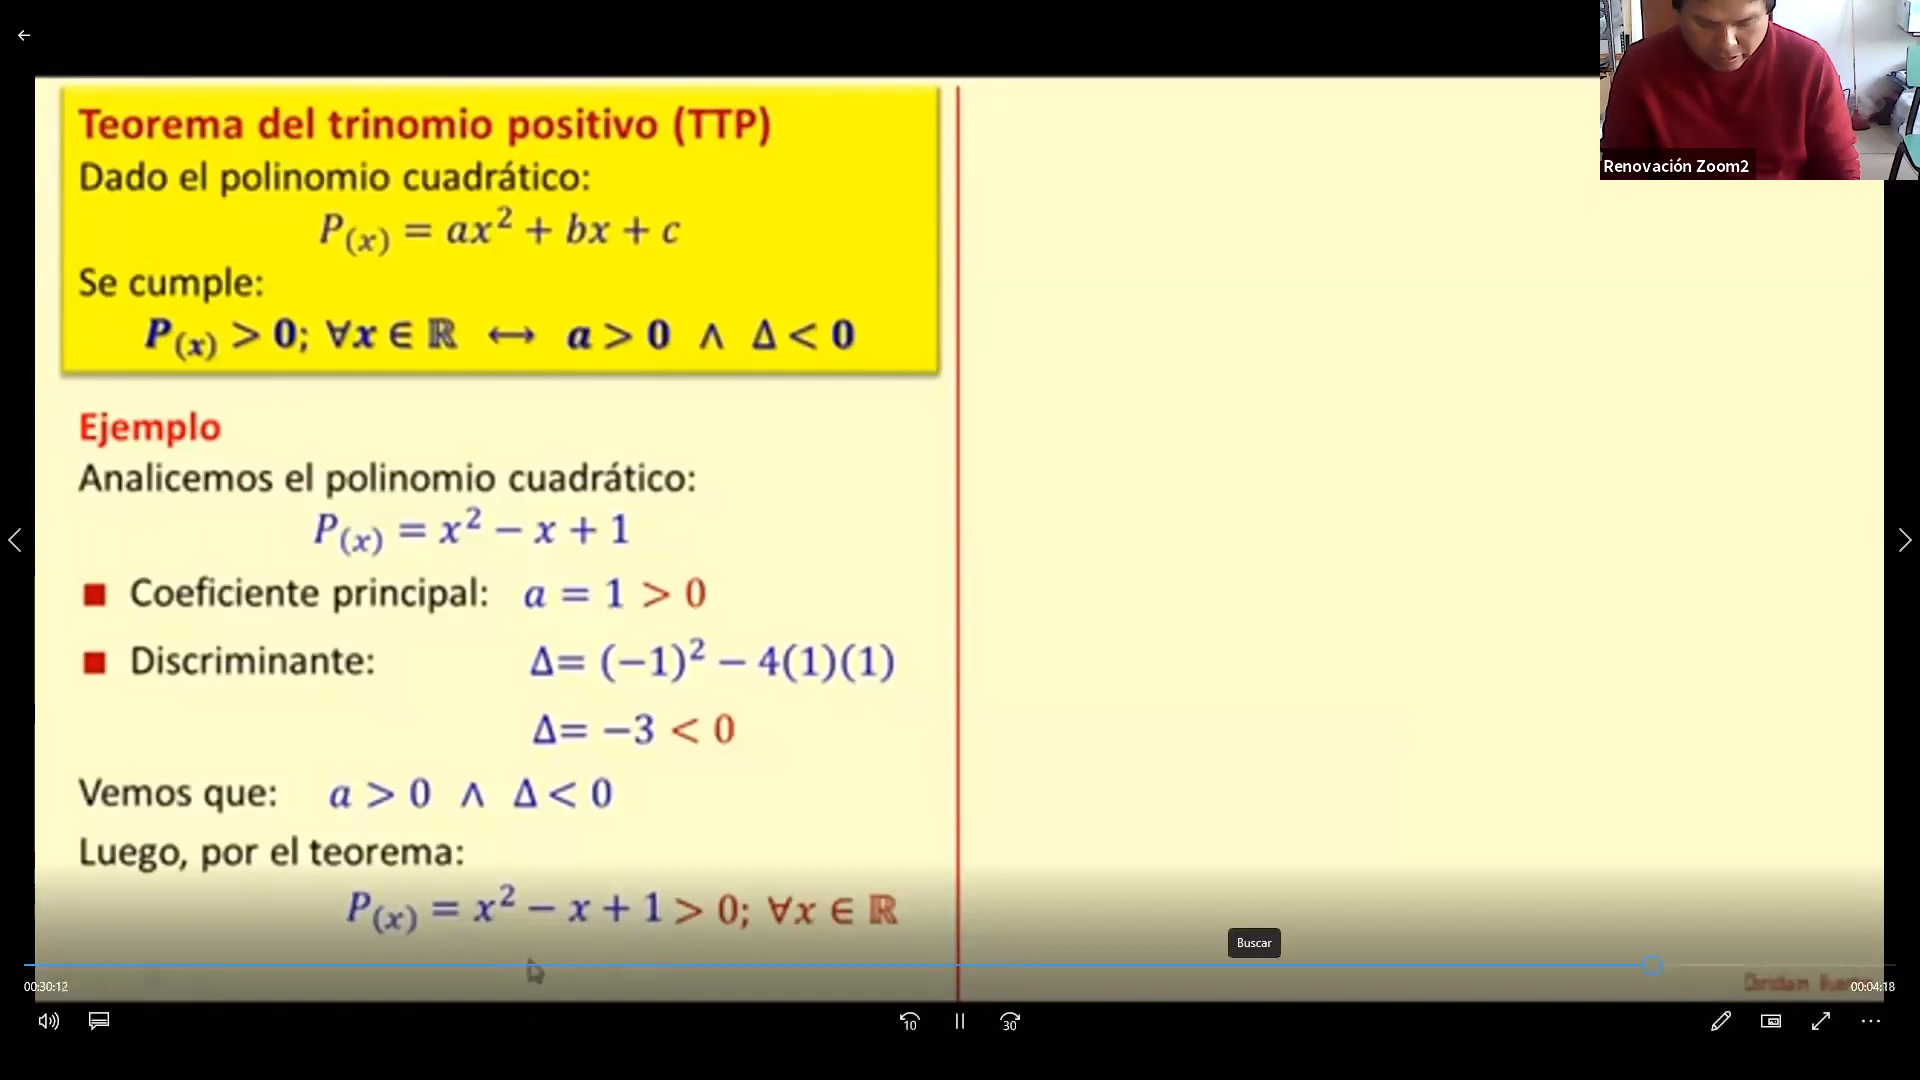 Renovación Zoom2
Teorema del trinomio positivo (TTP)
Dado el polinomio cuadrático:
P(x) = ax² + bx + c
Se cumple:
P(x) > 0; ∀x ∈ ℝ ↔ a > 0 ∧ Δ < 0
Ejemplo
Analicemos el polinomio cuadrático:
P(x) = x² − x + 1
Coeficiente principal: a = 1 > 0
Discriminante: Δ= (−1)² − 4(1)(1)
Δ= −3 < 0
Vemos que: a > 0 ∧ Δ < 0
Luego, por el teorema:
P(x) = x² − x + 1 > 0; ∀x ∈ ℝ
Buscar
00:30:12
00:04:18
10
30